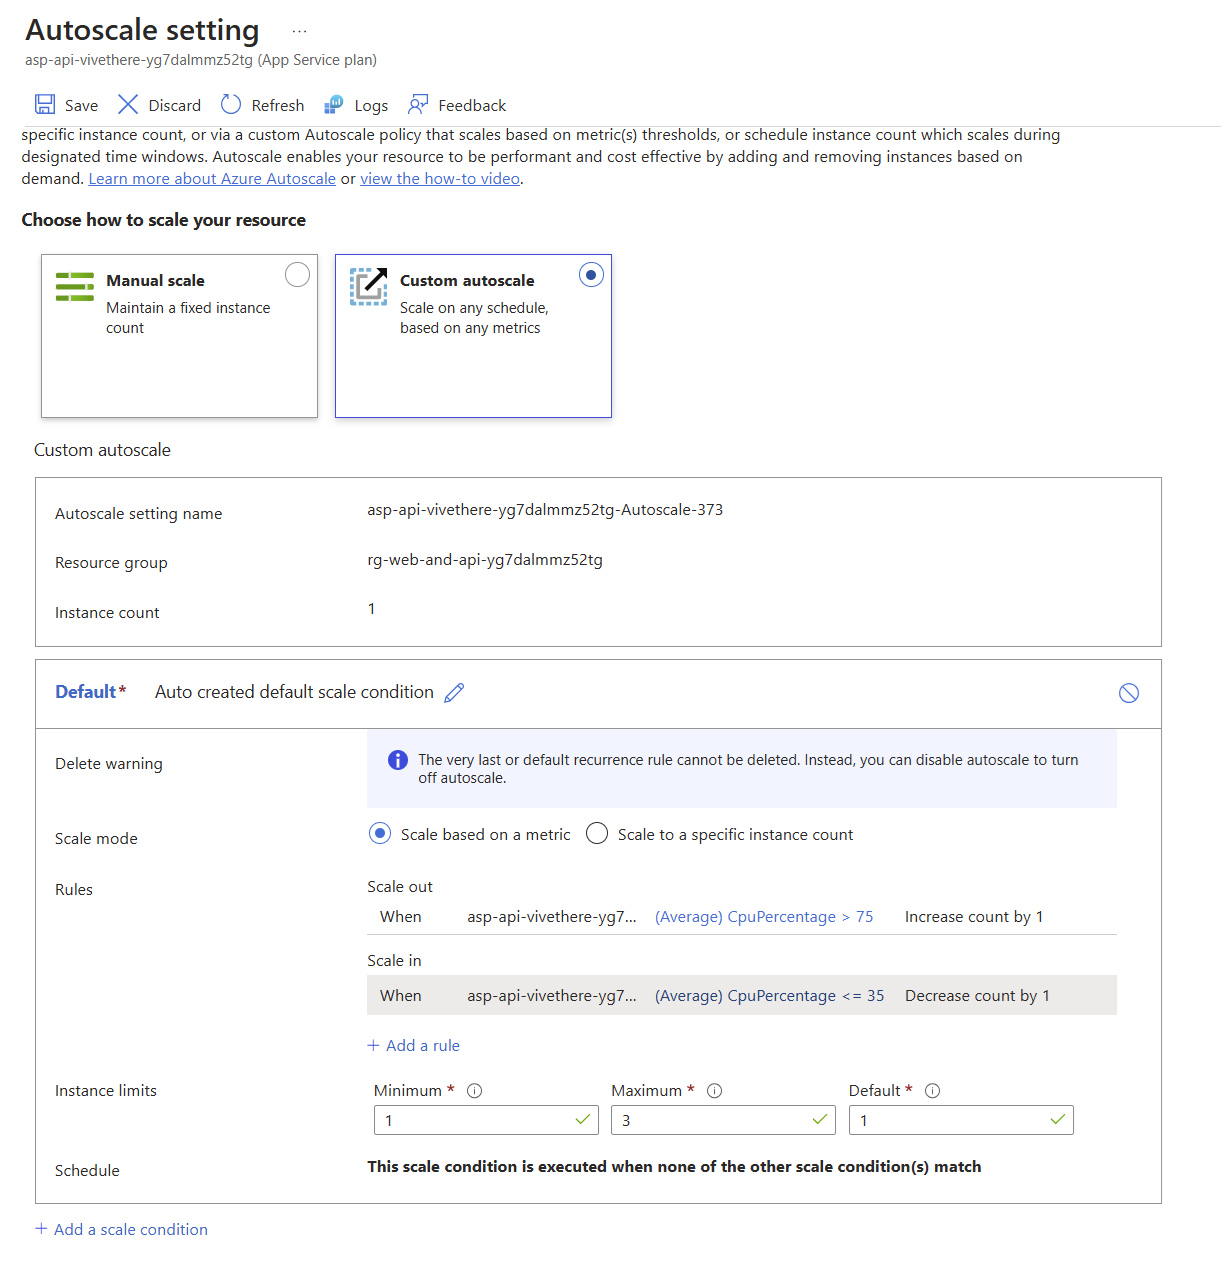 Autoscale setting ...
asp-api-vivethere-yg7dalmmz52tg (App Service plan)
Save Discard Refresh Logs Feedback
specific instance count, or via a custom Autoscale policy that scales based on metric(s) thresholds, or schedule instance count which scales during
designated time windows. Autoscale enables your resource to be performant and cost effective by adding and removing instances based on
demand. Learn more about Azure Autoscale or view the how-to video.
Choose how to scale your resource
Manual scale
Maintain a fixed instance
count
Custom autoscale
Scale on any schedule,
based on any metrics
Custom autoscale
Autoscale setting name asp-api-vivethere-yg7dalmmz52tg-Autoscale-373
Resource group rg-web-and-api-yg7dalmmz52tg
Instance count 1
Default* Auto created default scale condition
Delete warning
The very last or default recurrence rule cannot be deleted. Instead, you can disable autoscale to turn
off autoscale.
Scale mode Scale based on a metric Scale to a specific instance count
Rules
Scale out
When asp-api-vivethere-yg7... (Average) CpuPercentage > 75 Increase count by 1
Scale in
When asp-api-vivethere-yg7... (Average) CpuPercentage <= 35 Decrease count by 1
+ Add a rule
Instance limits Minimum * Maximum * Default *
1 3 1
Schedule This scale condition is executed when none of the other scale condition(s) match
+ Add a scale condition